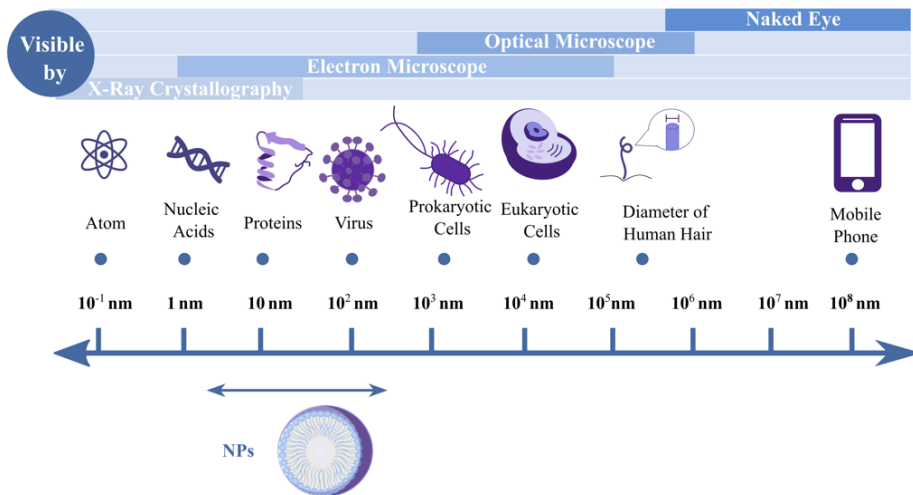 Visible
by
Naked Eye
Optical Microscope
Electron Microscope
X-Ray Crystallography
Atom
Nucleic
Acids
Proteins
Virus
Prokaryotic
Cells
Eukaryotic
Cells
Diameter of
Human Hair
Mobile
Phone
10⁻¹ nm 1 nm 10 nm 10² nm 10³ nm 10⁴ nm 10⁵ nm 10⁶ nm 10⁷ nm 10⁸ nm
NPs